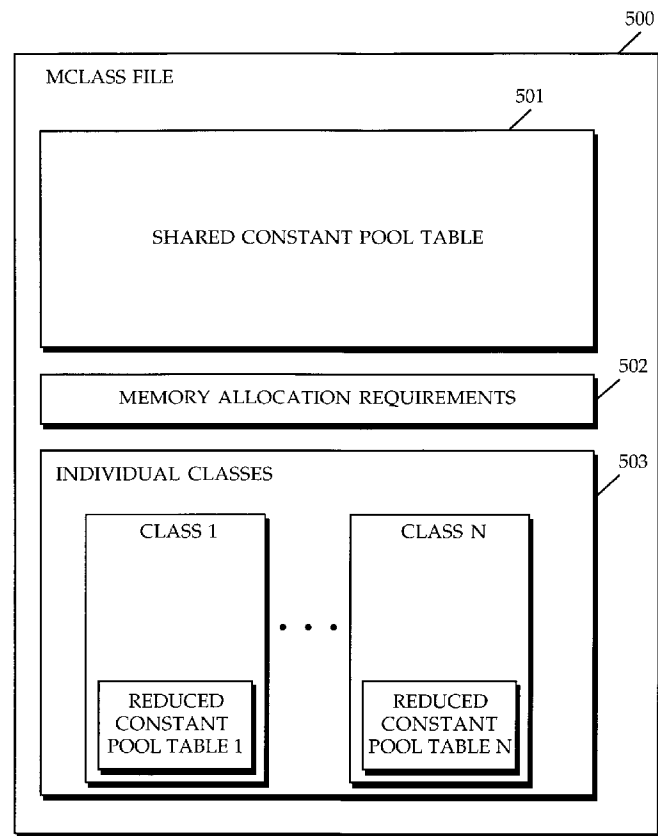 500
MCLASS FILE
501
SHARED CONSTANT POOL TABLE
502
MEMORY ALLOCATION REQUIREMENTS
503
INDIVIDUAL CLASSES
CLASS 1
CLASS N
REDUCED
CONSTANT
POOL TABLE 1
REDUCED
CONSTANT
POOL TABLE N